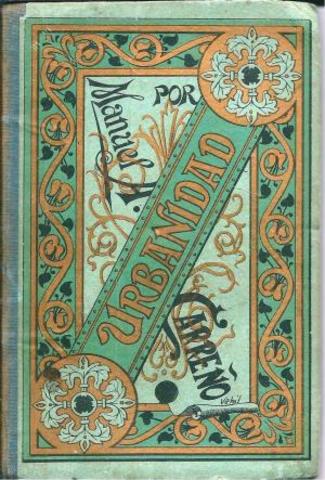 POR
Manuel A.
URBANIDAD
CARREÑO